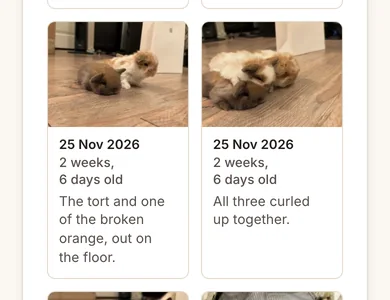 25 Nov 2026
2 weeks,
6 days old
The tort and one
of the broken
orange, out on
the floor.
25 Nov 2026
2 weeks,
6 days old
All three curled
up together.